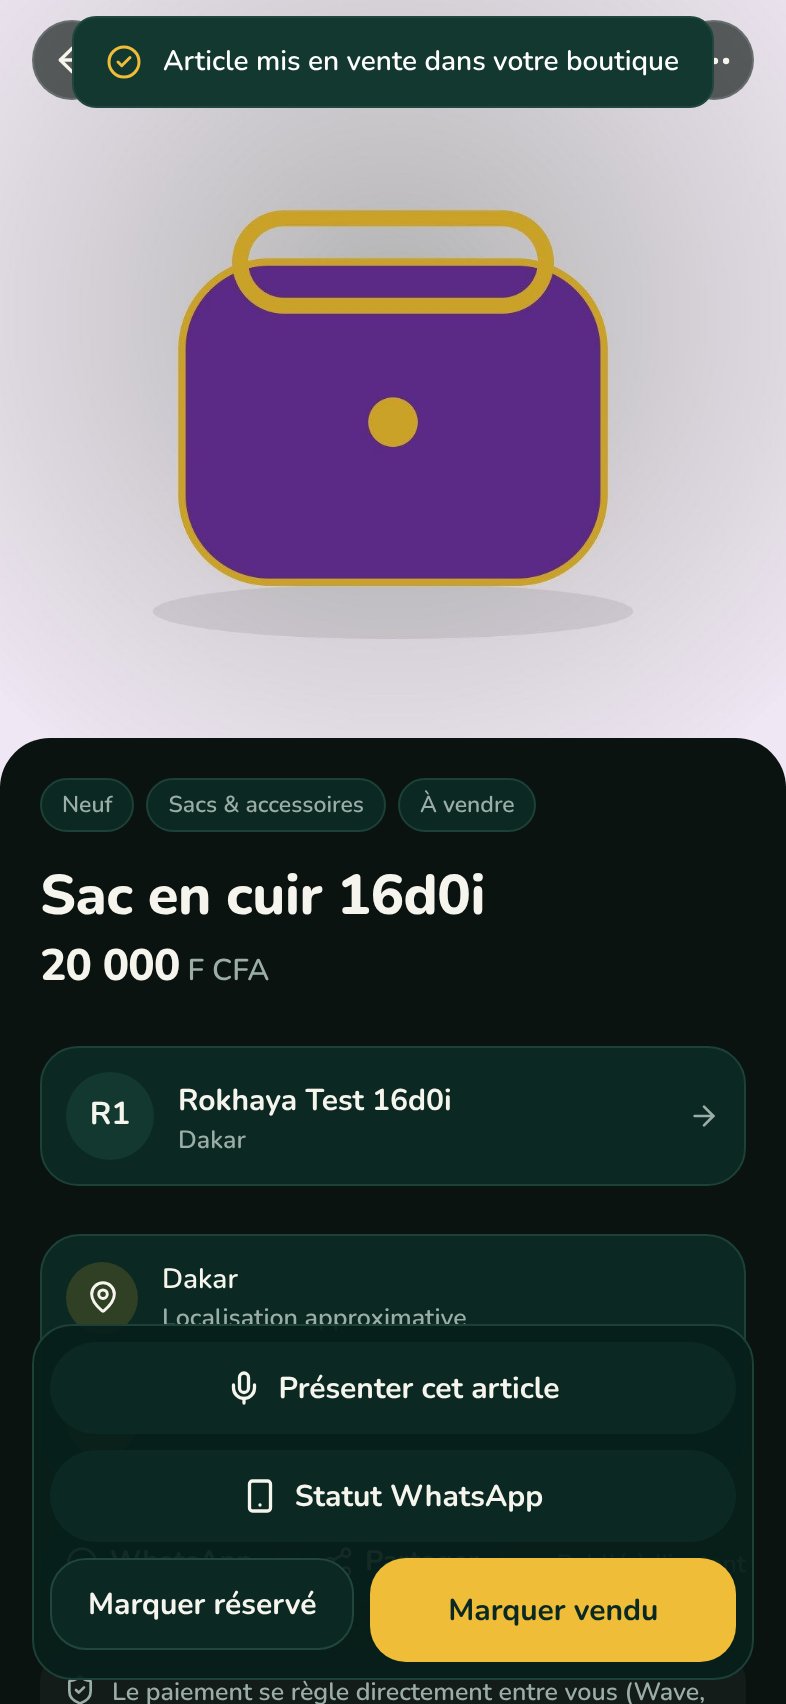 Article mis en vente dans votre boutique
Neuf
Sacs & accessoires
À vendre
Sac en cuir 16d0i
20 000 F CFA
R1
Rokhaya Test 16d0i
Dakar
Dakar
Localisation approximative
Présenter cet article
Statut WhatsApp
WhatsApp
Marquer réservé
Marquer vendu
Le paiement se règle directement entre vous (Wave,